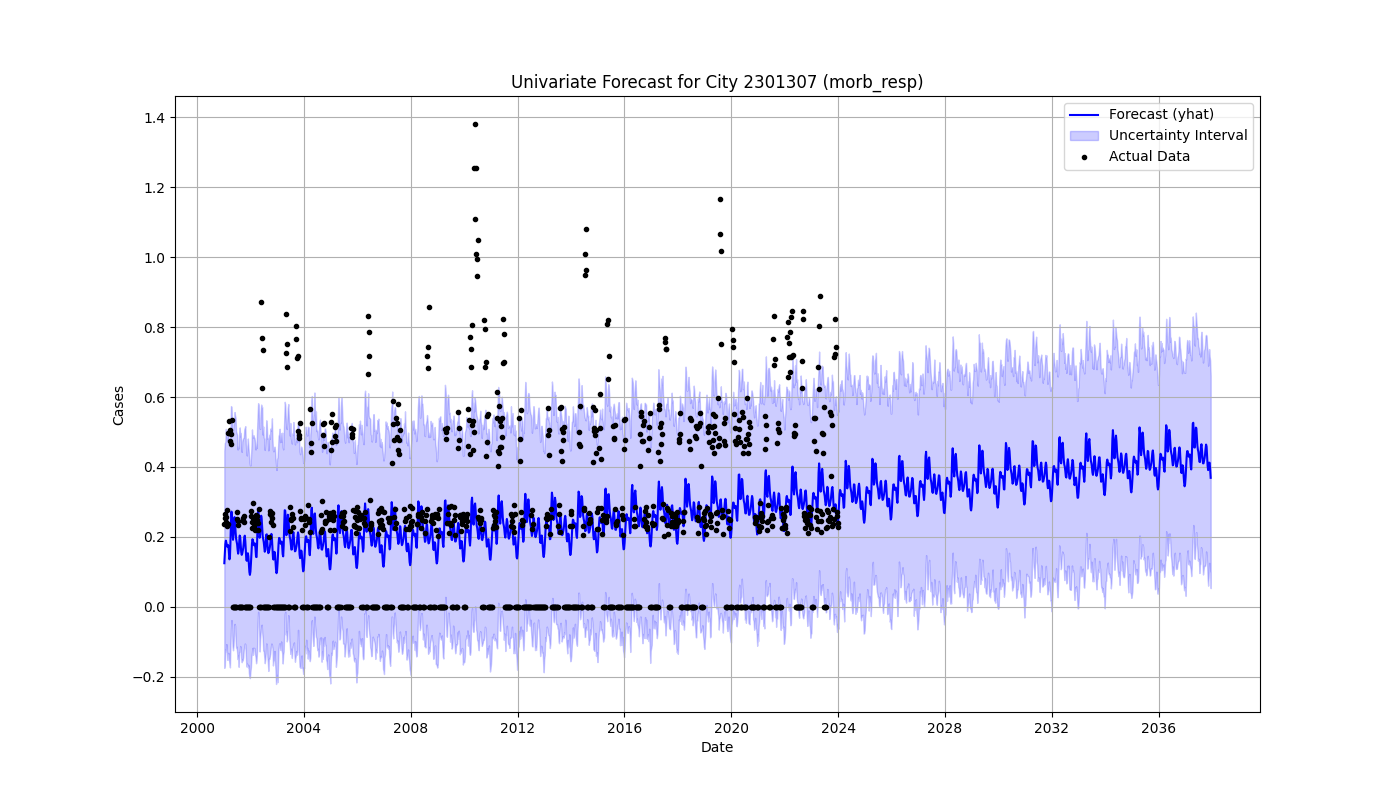 Univariate Forecast for City 2301307 (morb_resp)
Forecast (yhat)
Uncertainty Interval
Actual Data
Cases
1.4
1.2
1.0
0.8
0.6
0.4
0.2
0.0
−0.2
2000 2004 2008 2012 2016 2020 2024 2028 2032 2036
Date